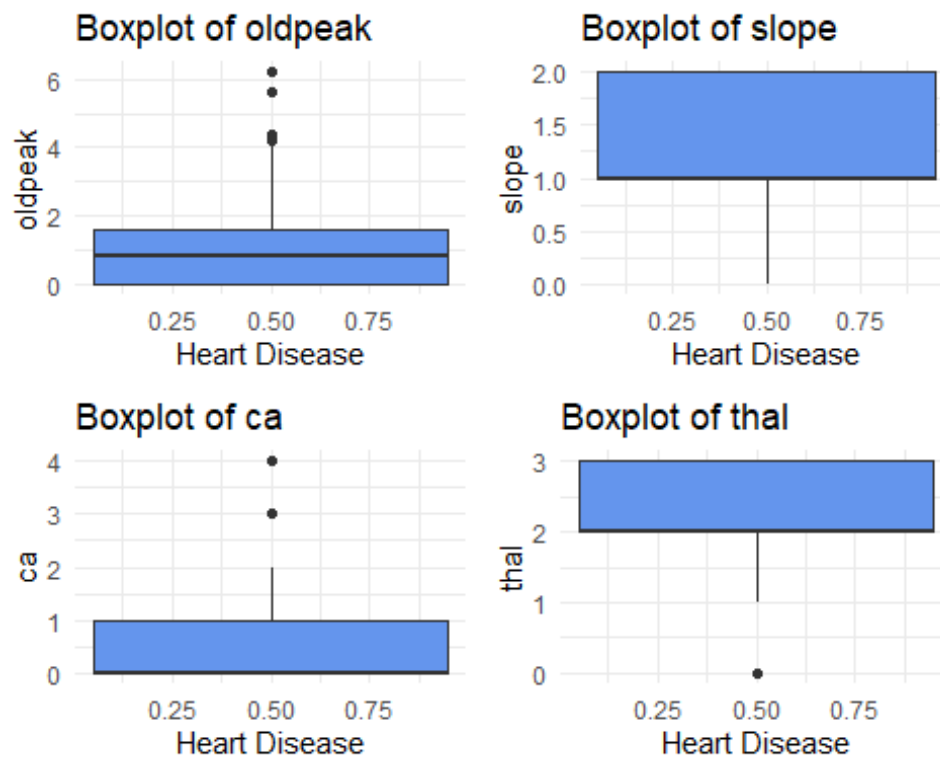 Boxplot of oldpeak
6
4
2
0
oldpeak
0.25 0.50 0.75
Heart Disease
Boxplot of slope
2.0
1.5
1.0
0.5
0.0
slope
0.25 0.50 0.75
Heart Disease
Boxplot of ca
4
3
2
1
0
ca
0.25 0.50 0.75
Heart Disease
Boxplot of thal
3
2
1
0
thal
0.25 0.50 0.75
Heart Disease